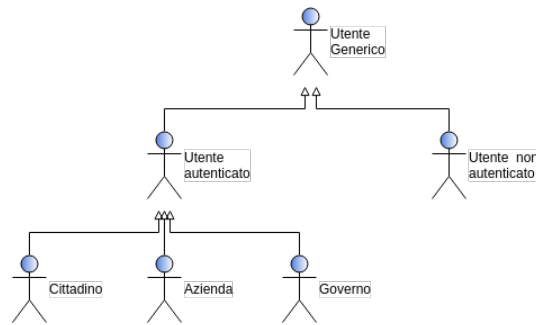 Utente
Generico
Utente
autenticato
Utente non
autenticato
Cittadino
Azienda
Governo